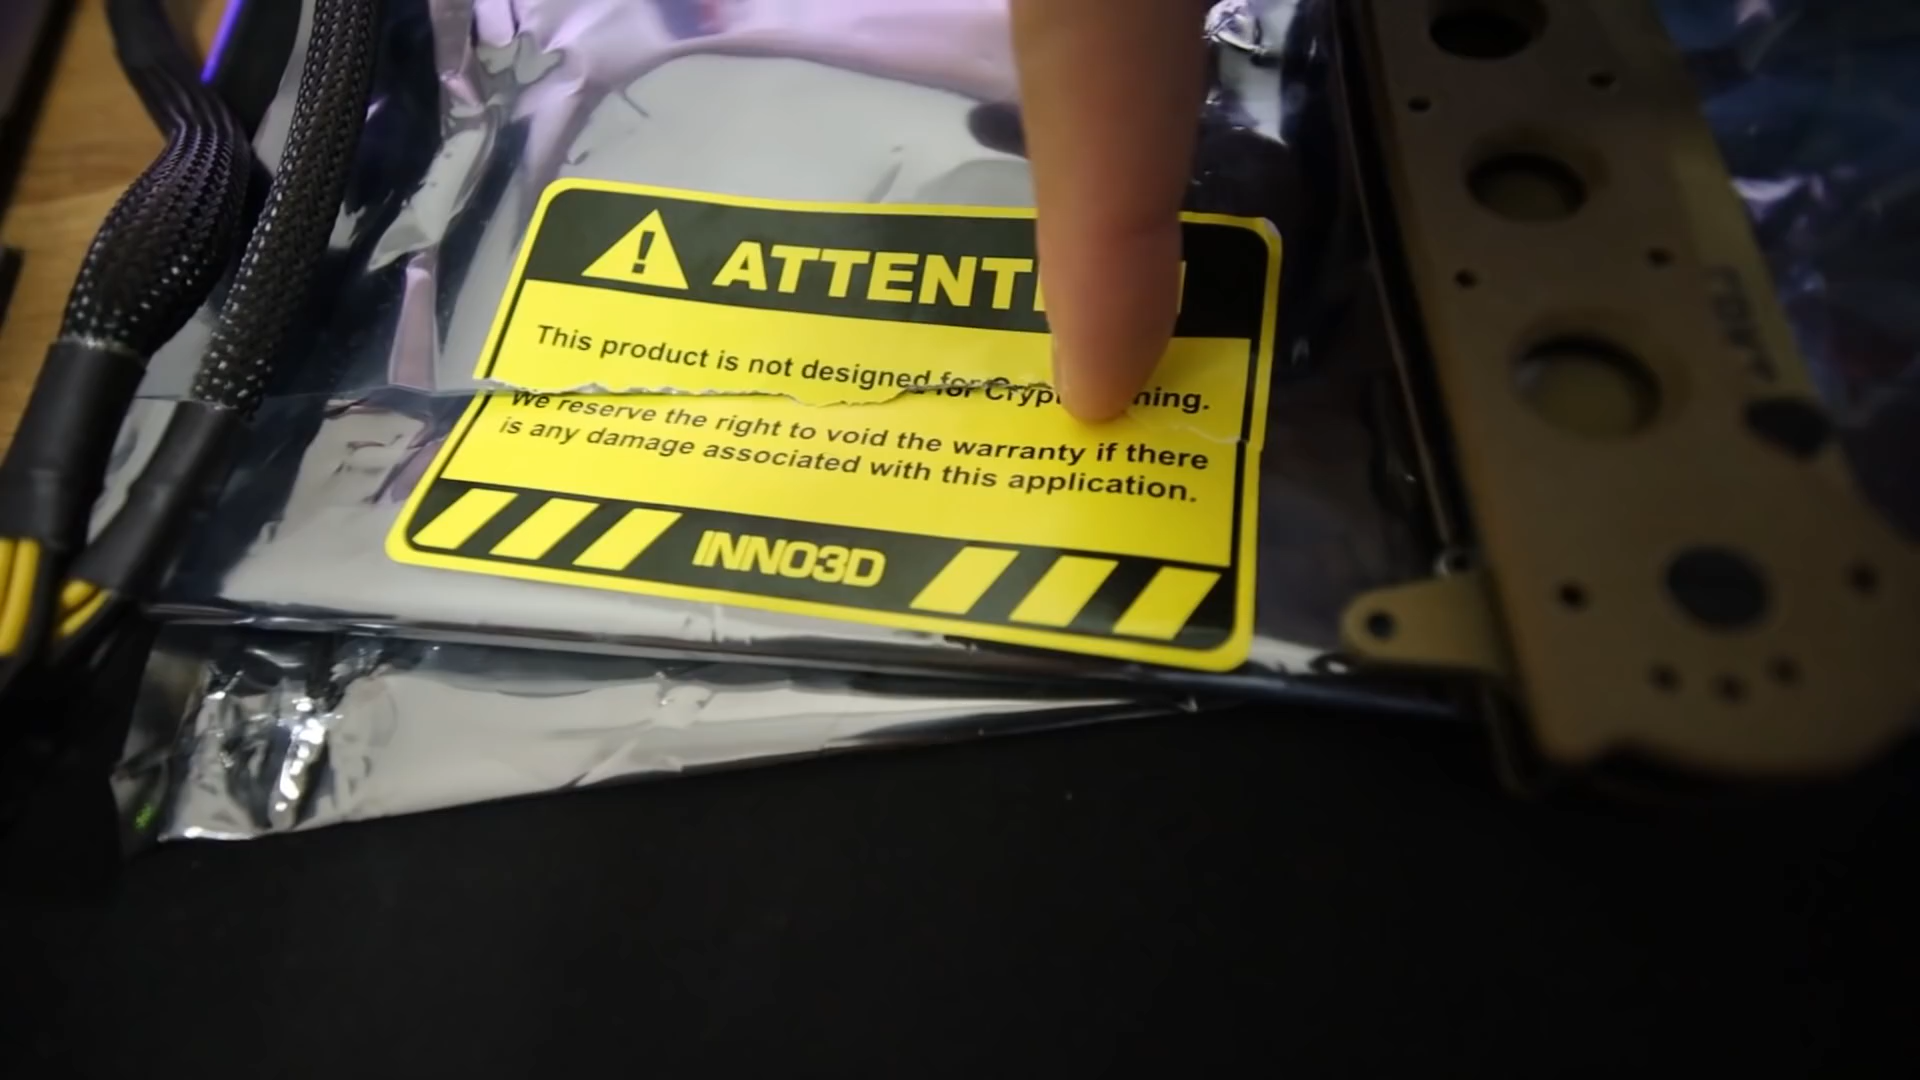 ATTENT
This product is not designed for Cryp ning.
We reserve the right to void the warranty if there
is any damage associated with this application.
INNO3D